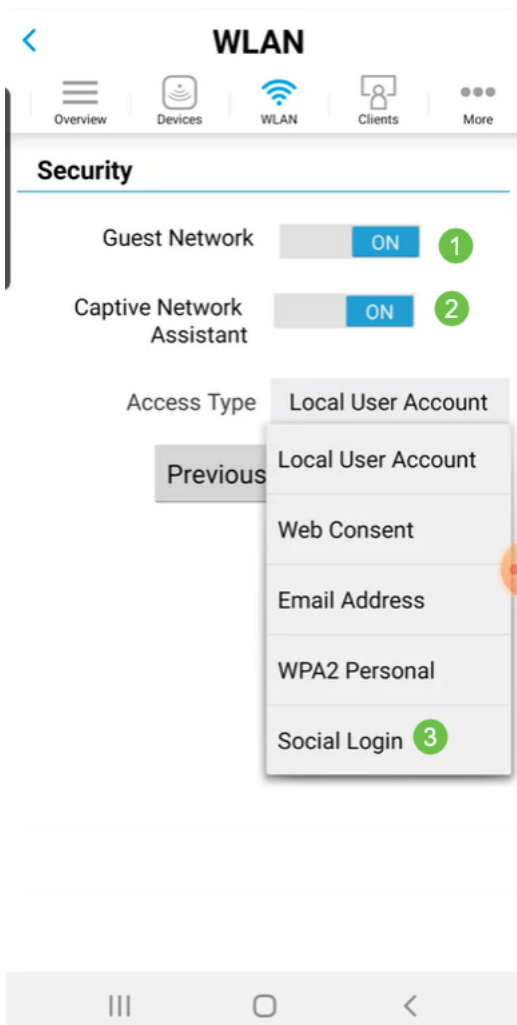 WLAN
Overview Devices WLAN Clients More
Security
Guest Network ON 1
Captive Network ON 2
Assistant
Access Type Local User Account
Previous Local User Account
Web Consent
Email Address
WPA2 Personal
Social Login 3